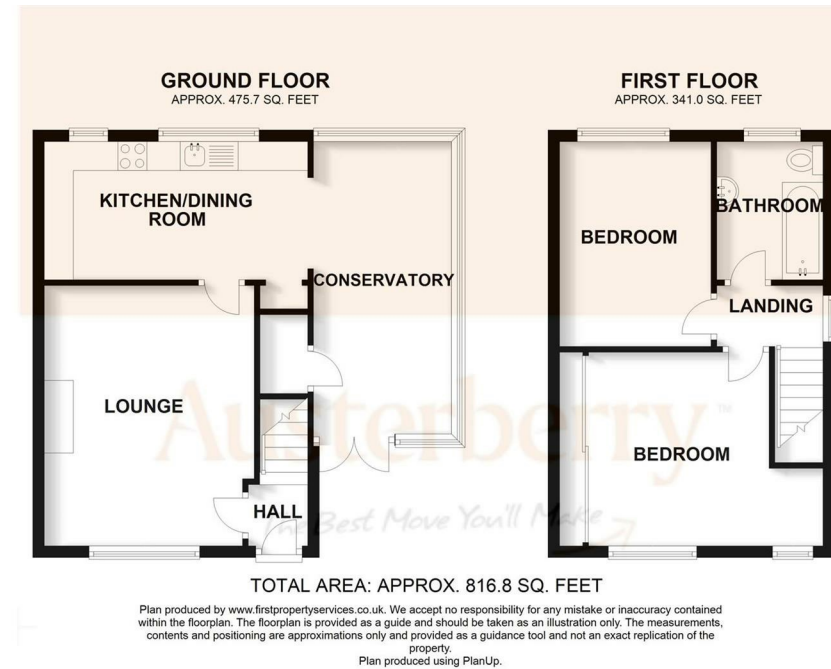 GROUND FLOOR
APPROX. 475.7 SQ. FEET
KITCHEN/DINING
ROOM
CONSERVATORY
LOUNGE
HALL
FIRST FLOOR
APPROX. 341.0 SQ. FEET
BEDROOM
BATHROOM
LANDING
BEDROOM
Austerberry™
The Best Move You'll Make
TOTAL AREA: APPROX. 816.8 SQ. FEET
Plan produced by www.firstpropertyservices.co.uk. We accept no responsibility for any mistake or inaccuracy contained
within the floorplan. The floorplan is provided as a guide and should be taken as an illustration only. The measurements,
contents and positioning are approximations only and provided as a guidance tool and not an exact replication of the
property.
Plan produced using PlanUp.